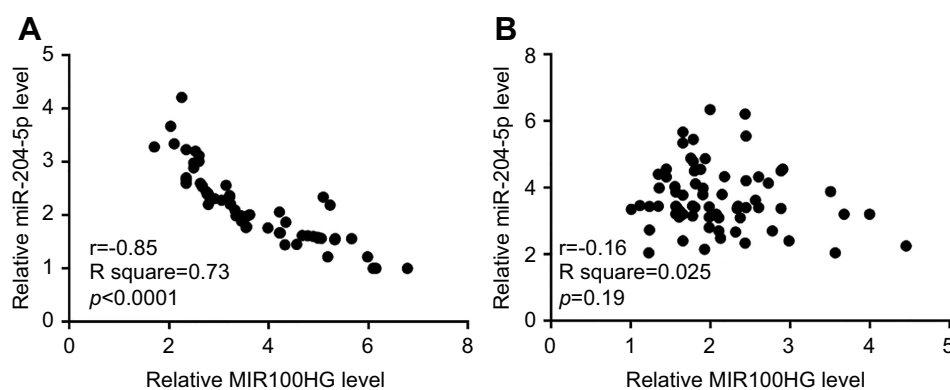 A
Relative miR-204-5p level
5
4
3
2
1
0
r=-0.85
R square=0.73
p<0.0001
0 2 4 6 8
Relative MIR100HG level
B
Relative miR-204-5p level
8
6
4
2
0
r=-0.16
R square=0.025
p=0.19
0 1 2 3 4 5
Relative MIR100HG level